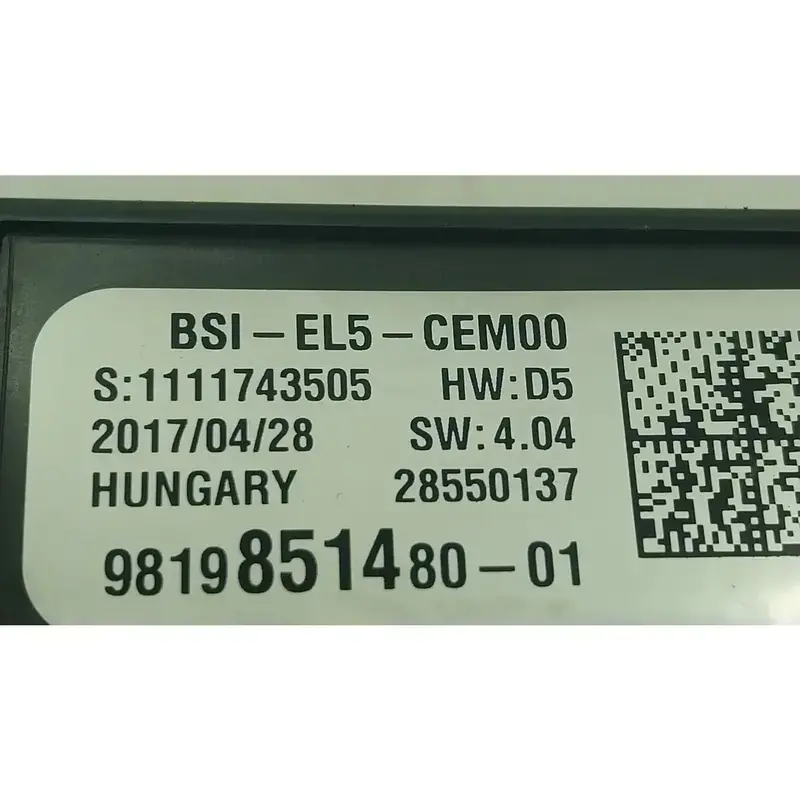 BSI-EL5-CEM00
S:1111743505 HW:D5
2017/04/28 SW:4.04
HUNGARY 28550137
9819851480-01